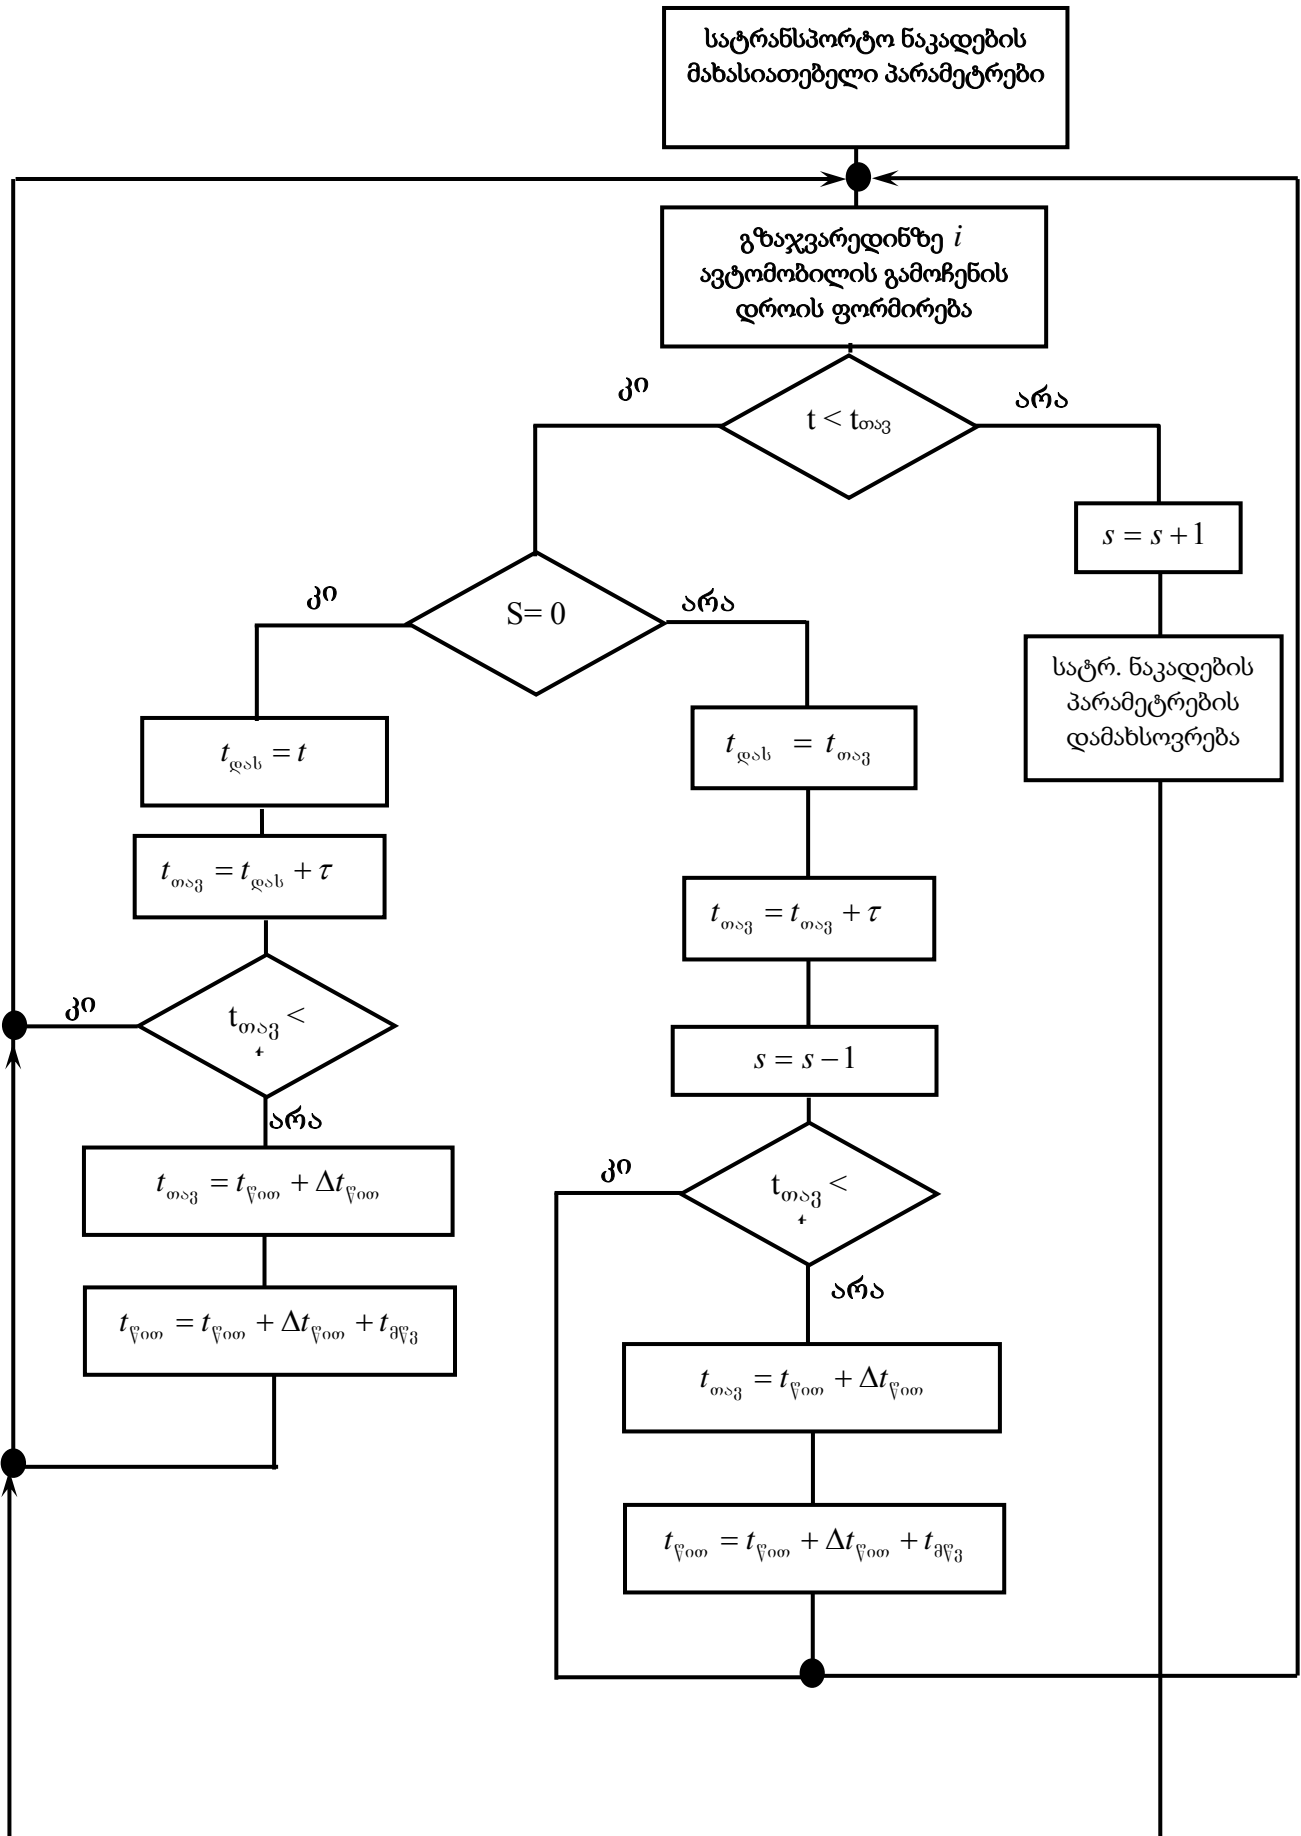 სატრანსპორტო ნაკადების
მახასიათებელი პარამეტრები
გზაჯვარედინზე i
ავტომობილის გამოჩენის
დროის ფორმირება
კი
არა
t < tთავ
s = s + 1
კი
არა
S= 0
სატრ. ნაკადების
პარამეტრების
დამახსოვრება
tდას = t
tდას = tთავ
tთავ = tდას + τ
tთავ = tთავ + τ
კი
tთავ <
s = s − 1
არა
კი
tთავ <
tთავ = tწით + Δtწით
არა
tწით = tწით + Δtწით + tმწვ
tთავ = tწით + Δtწით
tწით = tწით + Δtწით + tმწვ